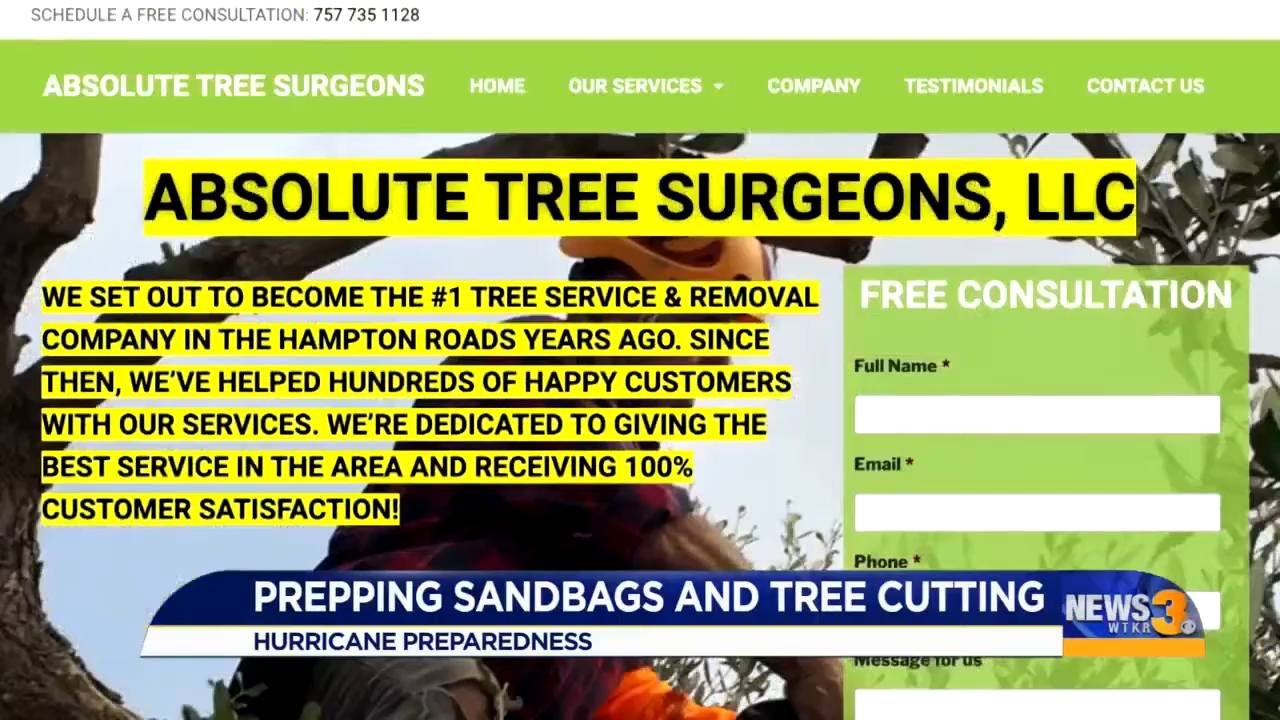 SCHEDULE A FREE CONSULTATION: 757 735 1128
ABSOLUTE TREE SURGEONS HOME OUR SERVICES COMPANY TESTIMONIALS CONTACT US
ABSOLUTE TREE SURGEONS, LLC
WE SET OUT TO BECOME THE #1 TREE SERVICE & REMOVAL
COMPANY IN THE HAMPTON ROADS YEARS AGO. SINCE
THEN, WE'VE HELPED HUNDREDS OF HAPPY CUSTOMERS
WITH OUR SERVICES. WE'RE DEDICATED TO GIVING THE
BEST SERVICE IN THE AREA AND RECEIVING 100%
CUSTOMER SATISFACTION!
FREE CONSULTATION
Full Name *
Email *
Phone *
Message for us
PREPPING SANDBAGS AND TREE CUTTING
HURRICANE PREPAREDNESS
NEWS 3
WTKR